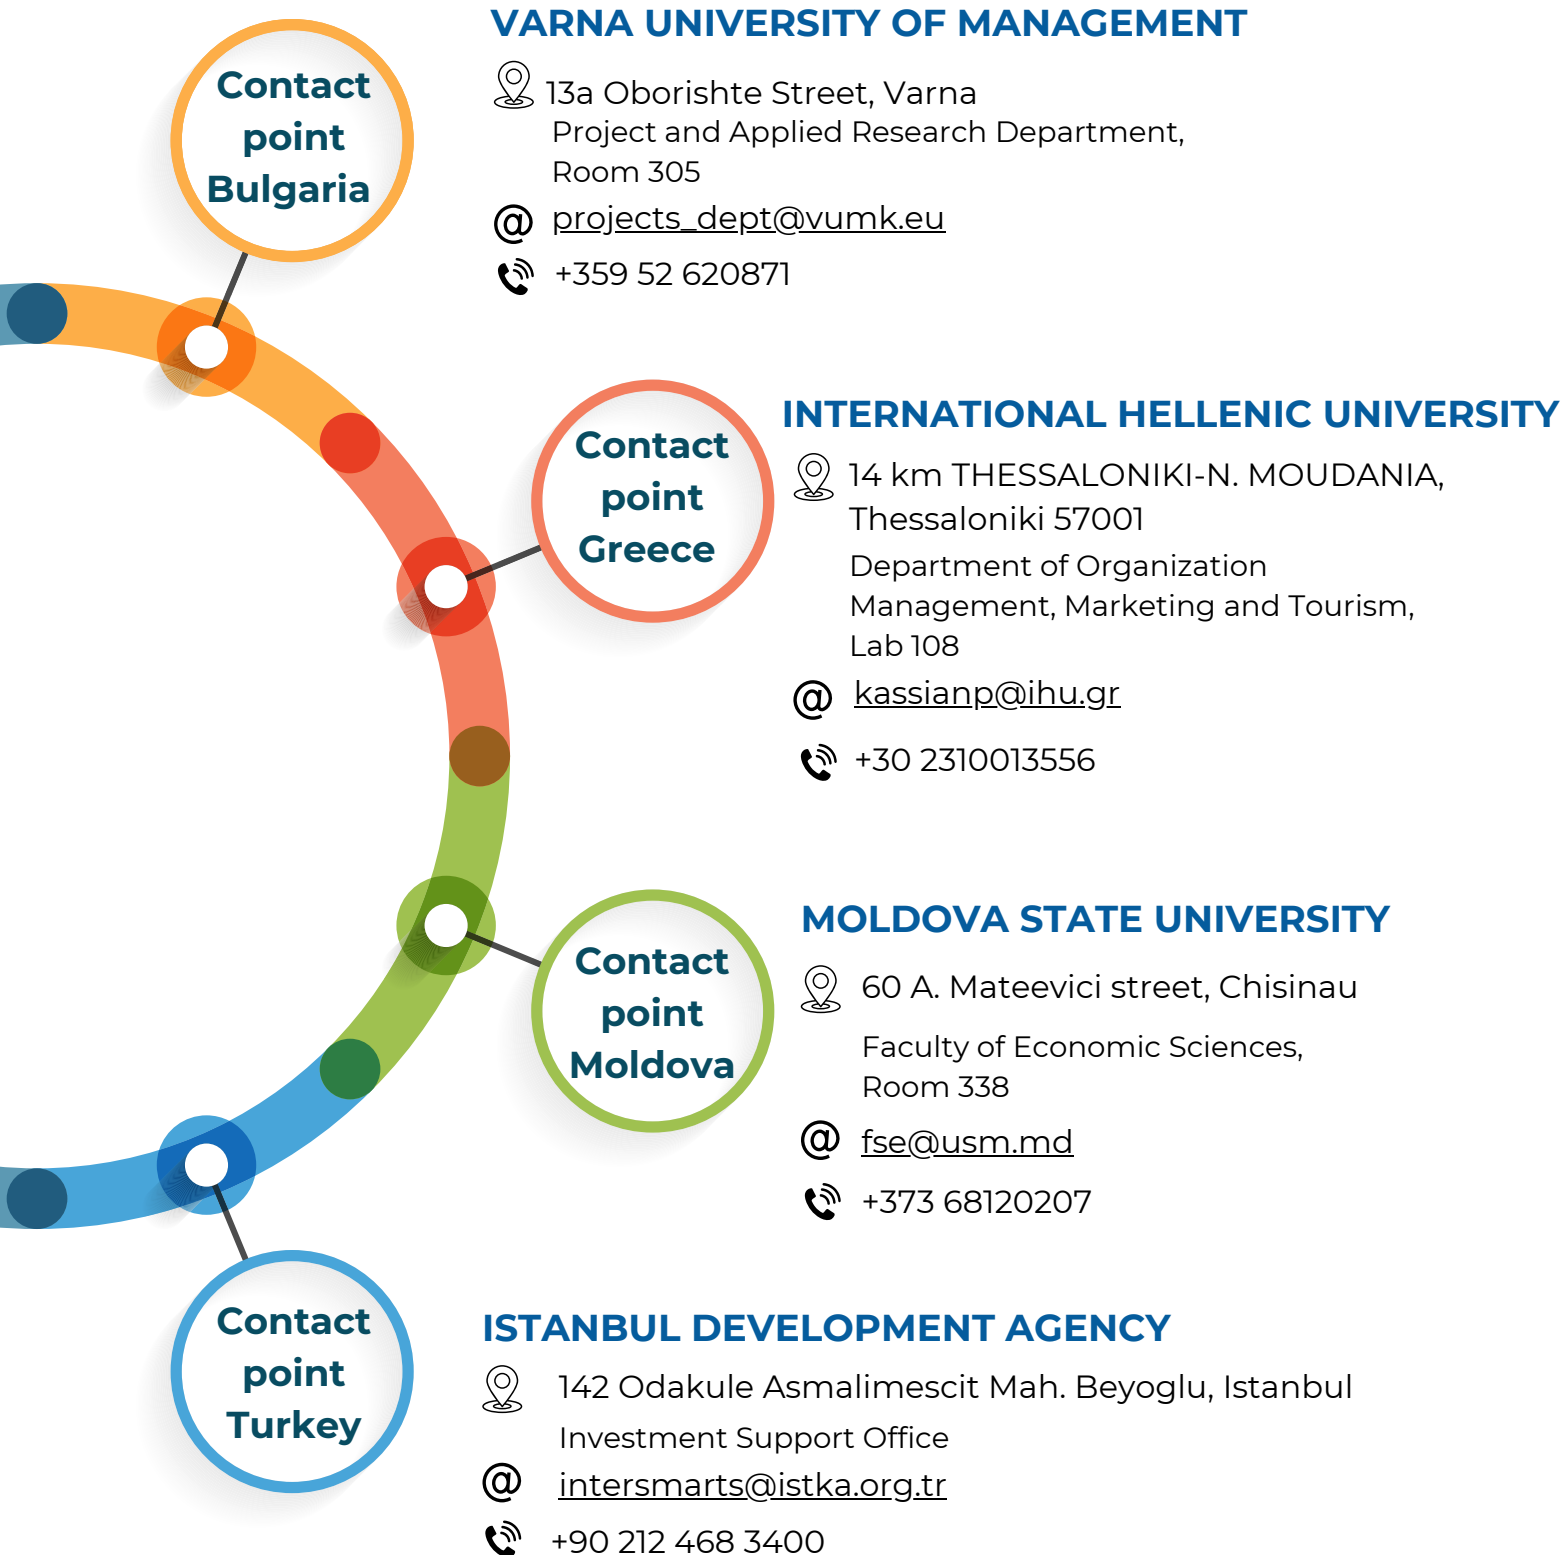 Contact
point
Bulgaria
VARNA UNIVERSITY OF MANAGEMENT
13a Oborishte Street, Varna
Project and Applied Research Department,
Room 305
@ projects_dept@vumk.eu
+359 52 620871
Contact
point
Greece
INTERNATIONAL HELLENIC UNIVERSITY
14 km THESSALONIKI-N. MOUDANIA,
Thessaloniki 57001
Department of Organization
Management, Marketing and Tourism,
Lab 108
@ kassianp@ihu.gr
+30 2310013556
Contact
point
Moldova
MOLDOVA STATE UNIVERSITY
60 A. Mateevici street, Chisinau
Faculty of Economic Sciences,
Room 338
@ fse@usm.md
+373 68120207
Contact
point
Turkey
ISTANBUL DEVELOPMENT AGENCY
142 Odakule Asmalimescit Mah. Beyoglu, Istanbul
Investment Support Office
@ intersmarts@istka.org.tr
+90 212 468 3400